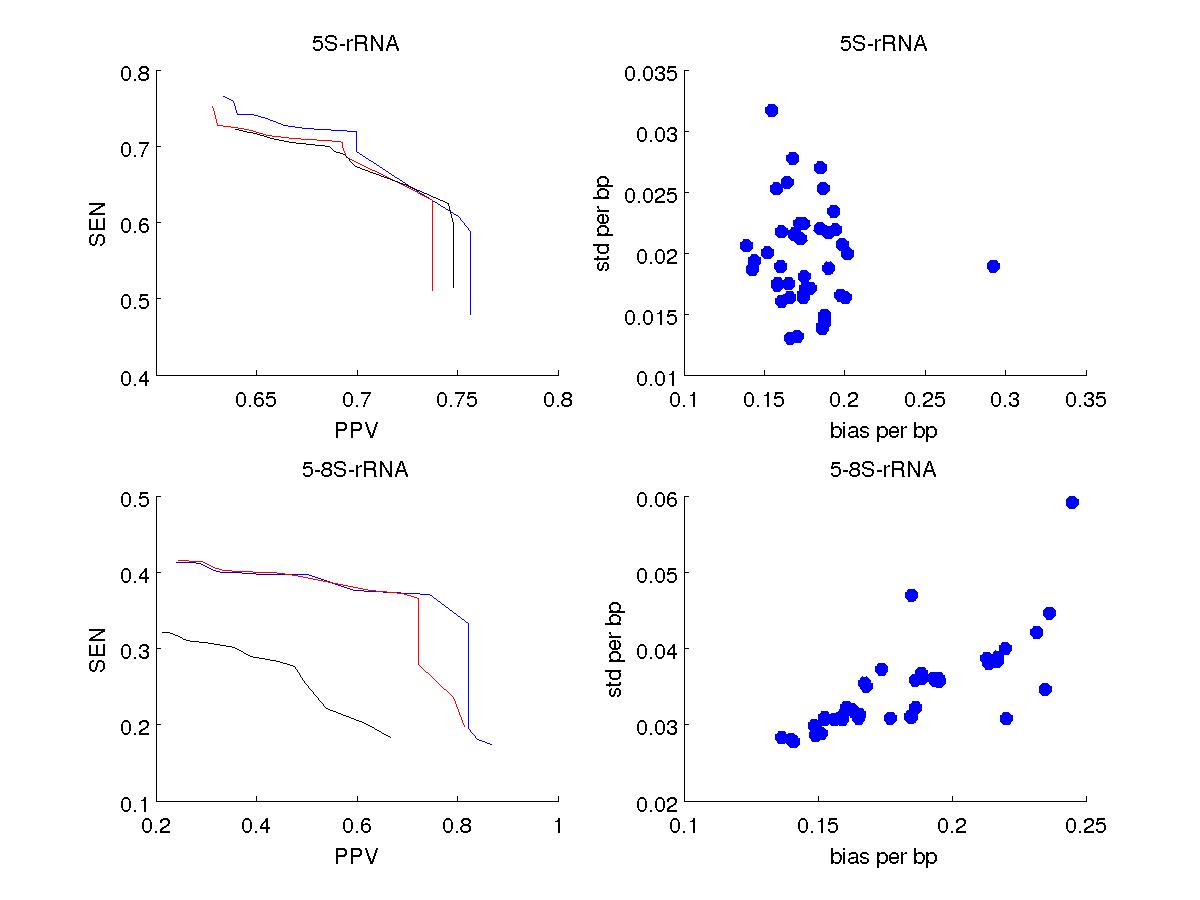 5S-rRNA
0.8
0.7
0.6
0.5
0.4
SEN
0.65 0.7 0.75 0.8
PPV
5S-rRNA
0.035
0.03
0.025
0.02
0.015
0.01
std per bp
0.1 0.15 0.2 0.25 0.3 0.35
bias per bp
5-8S-rRNA
0.5
0.4
0.3
0.2
0.1
SEN
0.2 0.4 0.6 0.8 1
PPV
5-8S-rRNA
0.06
0.05
0.04
0.03
0.02
std per bp
0.1 0.15 0.2 0.25
bias per bp